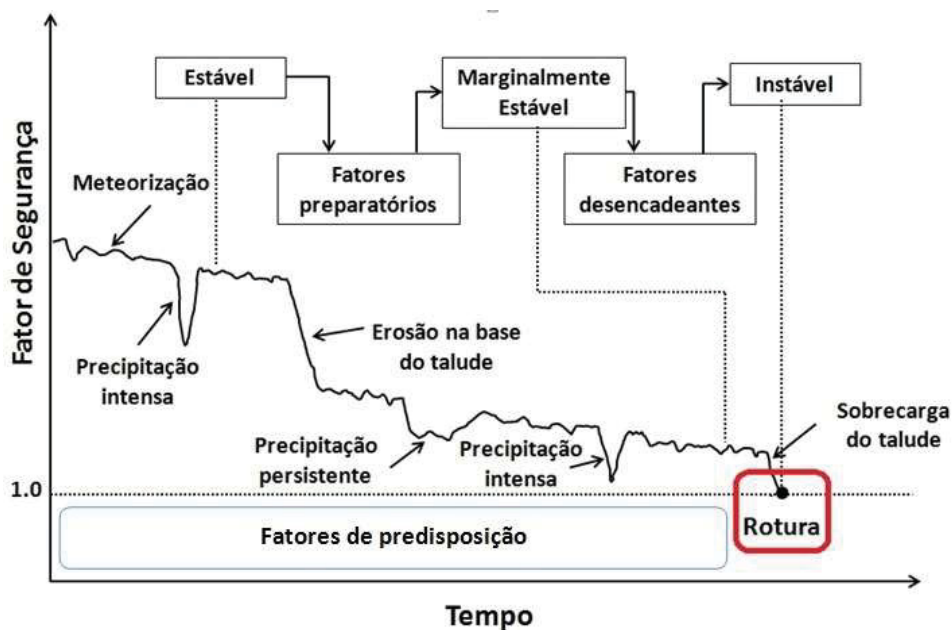 Estável
Marginalmente
Estável
Instável
Fatores
preparatórios
Fatores
desencadeantes
Fator de Segurança
Meteorização
Precipitação
intensa
Erosão na base
do talude
Precipitação
persistente
Precipitação
intensa
Sobrecarga
do talude
1.0
Rotura
Fatores de predisposição
Tempo